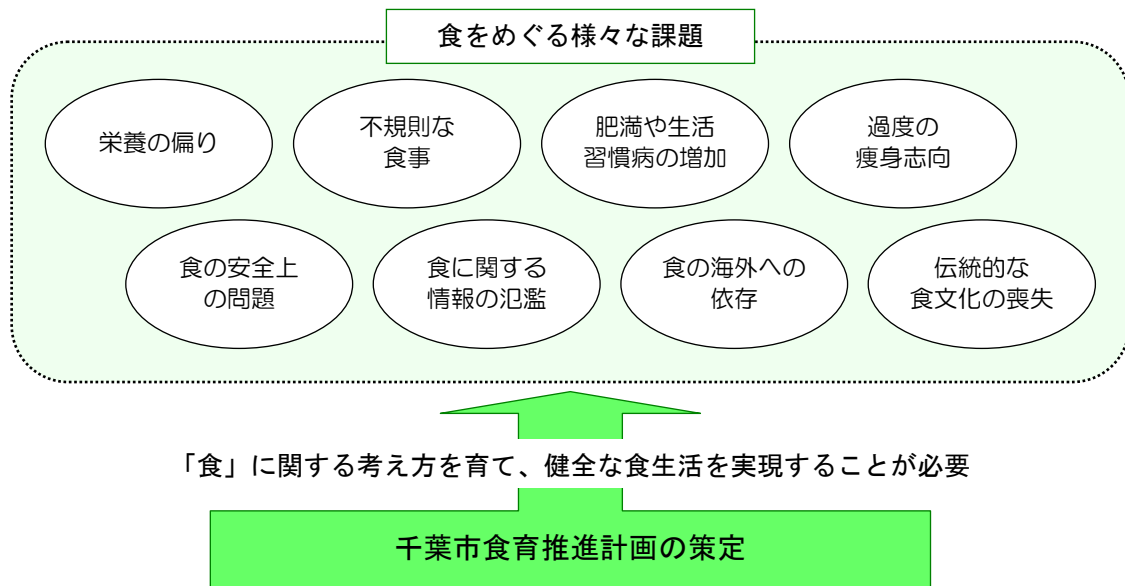 食をめぐる様々な課題
栄養の偏り
不規則な
食事
肥満や生活
習慣病の増加
過度の
痩身志向
食の安全上
の問題
食に関する
情報の氾濫
食の海外への
依存
伝統的な
食文化の喪失
「食」に関する考え方を育て、健全な食生活を実現することが必要
千葉市食育推進計画の策定